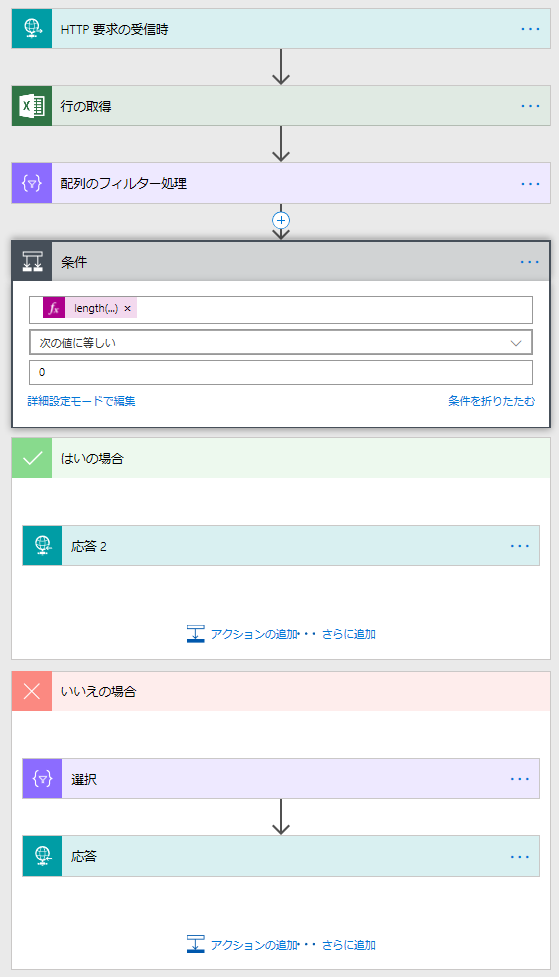 HTTP 要求の受信時
行の取得
配列のフィルター処理
条件
fx length(...) ×
次の値に等しい
0
詳細設定モードで編集 条件を折りたたむ
はいの場合
応答 2
アクションの追加 ··· さらに追加
いいえの場合
選択
応答
アクションの追加 ··· さらに追加